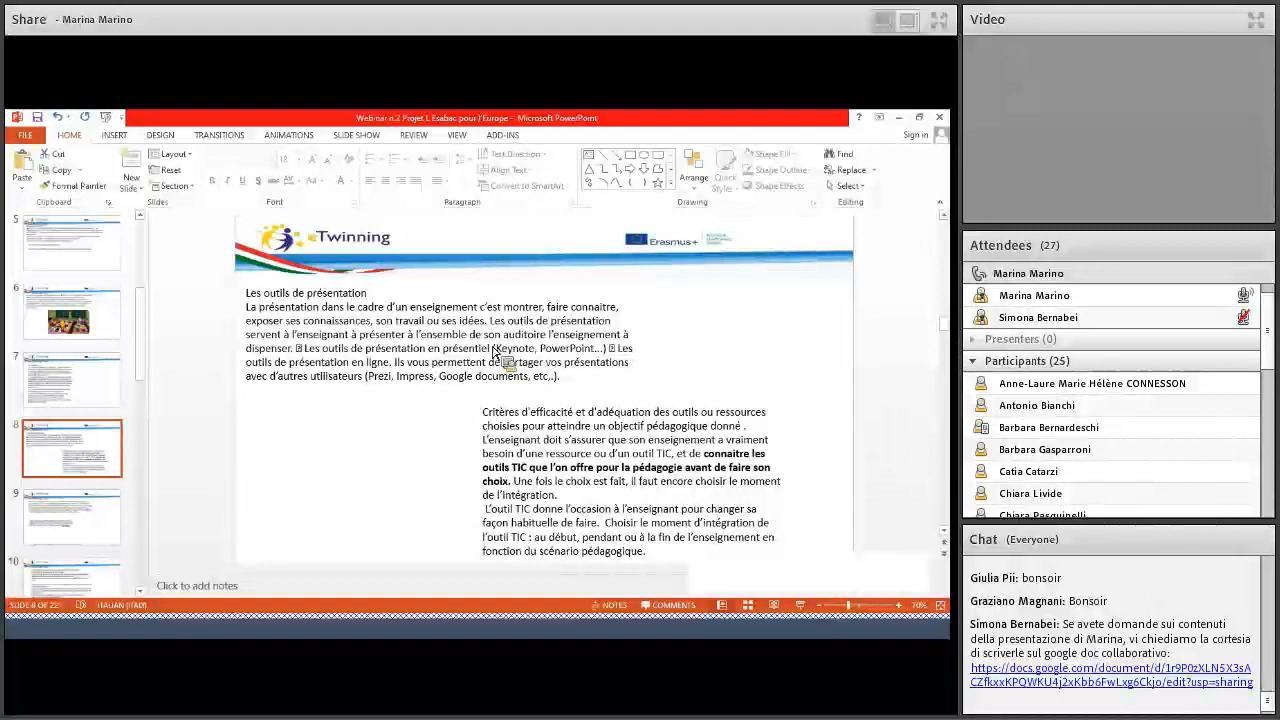 Share - Marina Marino
Webinar n.2 Projet L Esabac pour l'Europe - Microsoft PowerPoint
FILE HOME INSERT DESIGN TRANSITIONS ANIMATIONS SLIDE SHOW REVIEW VIEW ADD-INS Sign in
Paste
Cut
Copy
Format Painter
Clipboard
New Slide
Layout
Reset
Section
Slides
18
Font
Text Direction
Align Text
Convert to SmartArt
Paragraph
Arrange
Quick Styles
Shape Fill
Shape Outline
Shape Effects
Drawing
Find
Replace
Select
Editing
5
6
7
8
9
10
eTwinning
Erasmus+
Les outils de présentation
La présentation dans le cadre d'un enseignement c'est montrer, faire connaitre,
exposer ses connaissances, son travail ou ses idées. Les outils de présentation
servent à l'enseignant à présenter à l'ensemble de son auditoire l'enseignement à
dispenser. Les outils de présentation en présentiel (Keynote, PowerPoint...) Les
outils de présentation en ligne. Ils vous permettent de partager vos présentations
avec d'autres utilisateurs (Prezi, Impress, Google documents, etc,.).
Critères d'efficacité et d'adéquation des outils ou ressources
choisies pour atteindre un objectif pédagogique donné .
L'enseignant doit s'assurer que son enseignement a vraiment
besoin d'une ressource ou d'un outil TIC, et de connaitre les
outils TIC que l'on offre pour la pédagogie avant de faire son
choix. Une fois le choix est fait, il faut encore choisir le moment
de l'intégration.
L'outil TIC donne l'occasion à l'enseignant pour changer sa
façon habituelle de faire. Choisir le moment d'intégration de
l'outil TIC : au début, pendant ou à la fin de l'enseignement en
fonction du scénario pédagogique.
Click to add notes
SLIDE 8 OF 22 ITALIAN (ITALY) NOTES COMMENTS 70%
Video
Attendees (27)
Marina Marino
Marina Marino
Simona Bernabei
Presenters (0)
Participants (25)
Anne-Laure Marie Hélène CONNESSON
Antonio Bianchi
Barbara Bernardeschi
Barbara Gasparroni
Catia Catarzi
Chiara Livide
Chiara Pasquinelli
Chat (Everyone)
Giulia Pii: bonsoir
Graziano Magnani: Bonsoir
Simona Bernabei: Se avete domande sui contenuti
della presentazione di Marina, vi chiediamo la cortesia
di scriverle sul google doc collaborativo:
https://docs.google.com/document/d/1r9P0zXLN5X3sA
CZfkxxKPQWKU4j2xKbb6FwLxg6Ckjo/edit?usp=sharing